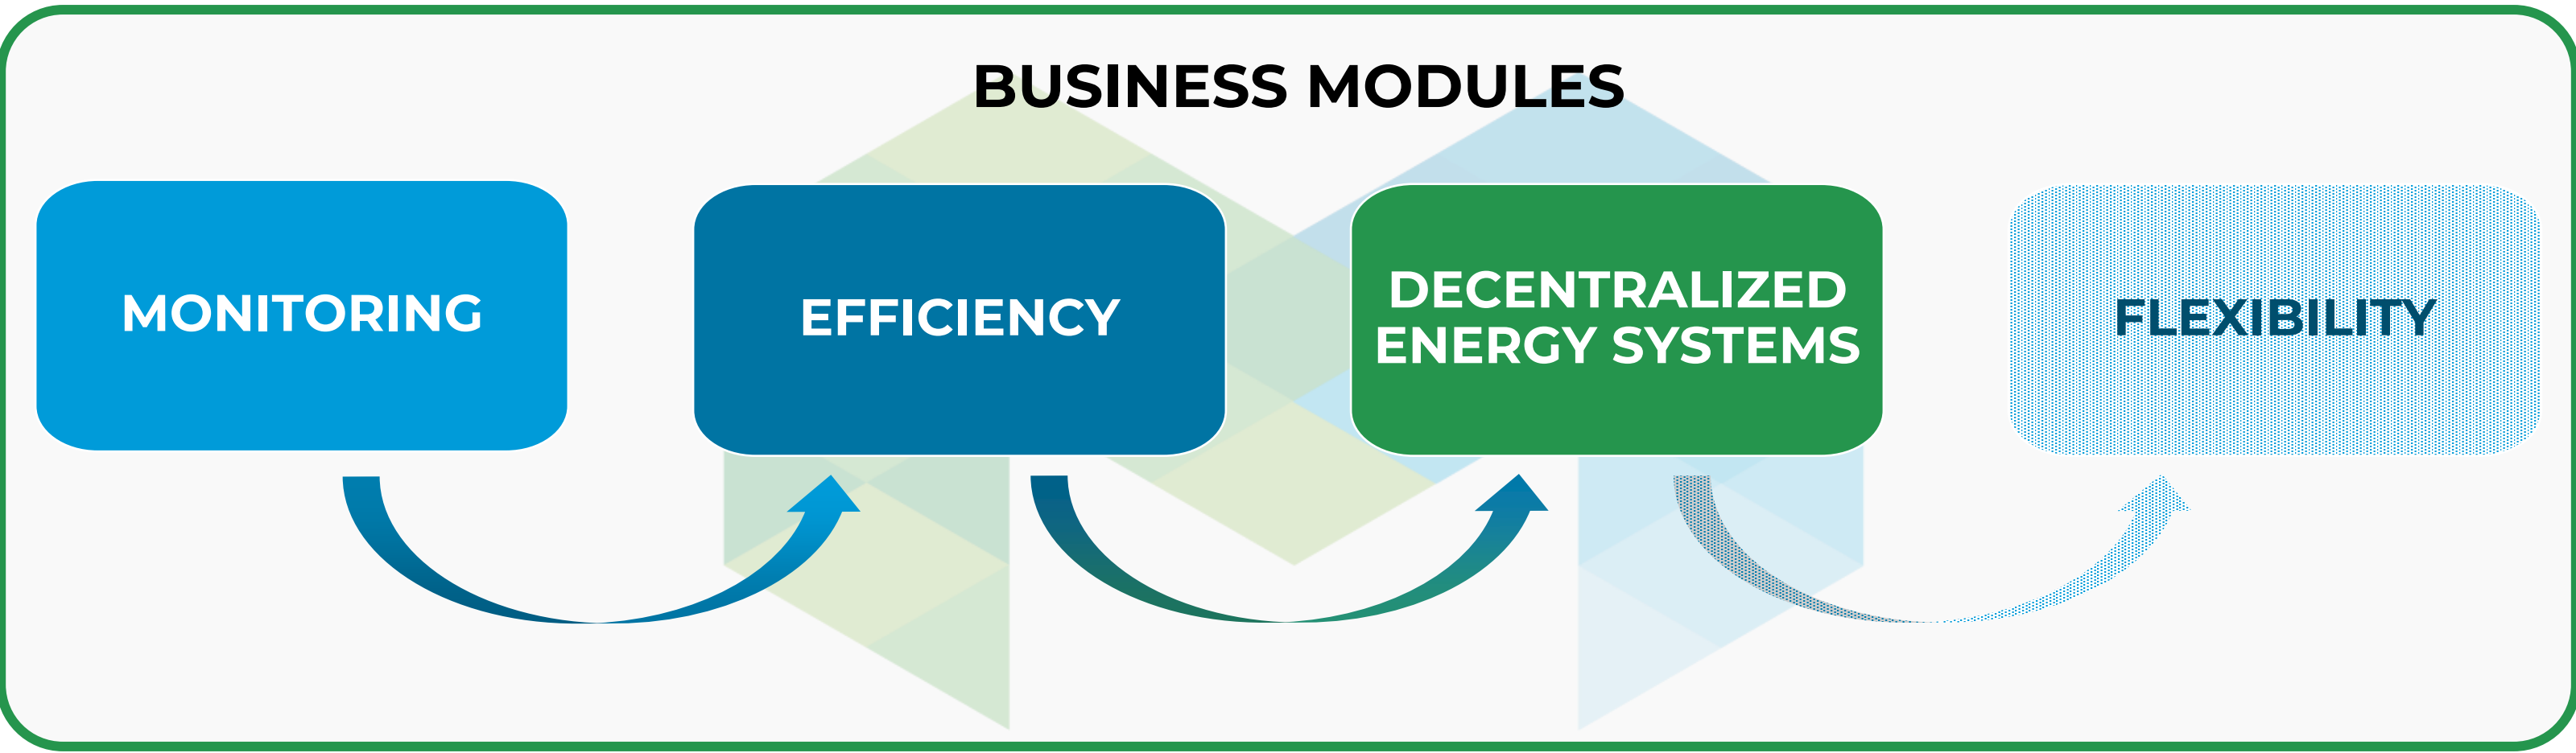 BUSINESS MODULES
MONITORING
EFFICIENCY
DECENTRALIZED
ENERGY SYSTEMS
FLEXIBILITY